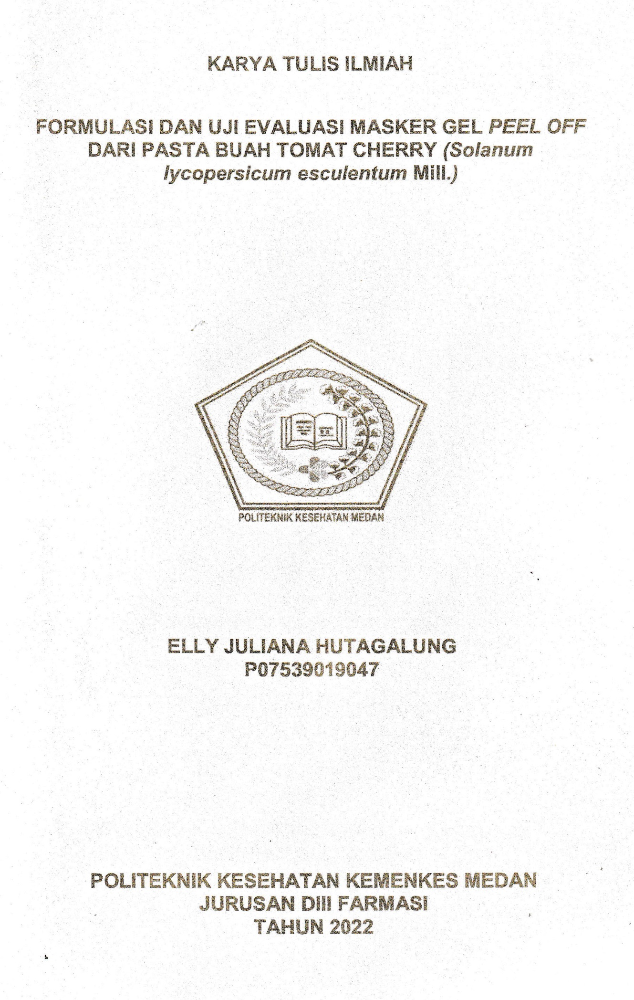 KARYA TULIS ILMIAH
FORMULASI DAN UJI EVALUASI MASKER GEL PEEL OFF
DARI PASTA BUAH TOMAT CHERRY (Solanum
lycopersicum esculentum Mill.)
POLITEKNIK KESEHATAN MEDAN
ELLY JULIANA HUTAGALUNG
P07539019047
POLITEKNIK KESEHATAN KEMENKES MEDAN
JURUSAN DIII FARMASI
TAHUN 2022